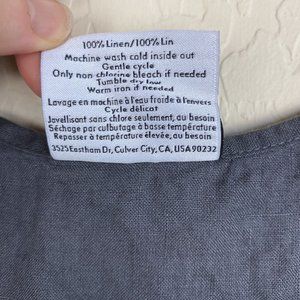 100% Linen/100% Lin
Machine wash cold inside out
Gentle cycle
Only non-chlorine bleach if needed
Tumble dry low
Warm iron if needed
Lavage en machine à l'eau froide à l'envers
Cycle délicat
Javellisant sans chlore seulement, au besoin
Séchage par culbutage à basse température
Repasser à température élevée, au besoin
3525 Eastham Dr, Culver City, CA, USA 90232